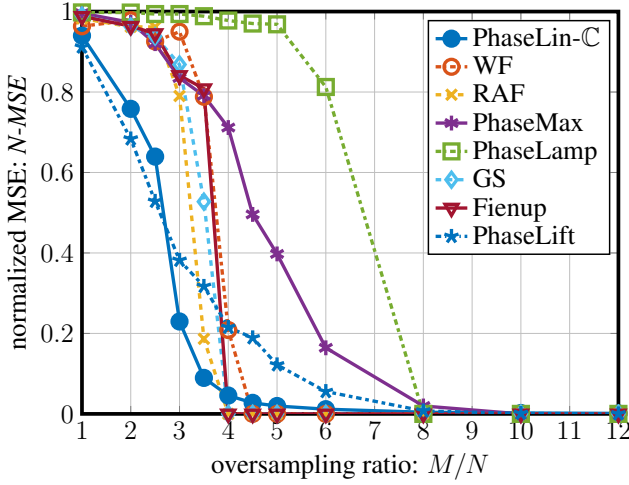 normalized MSE: N-MSE
1
0.8
0.6
0.4
0.2
0
PhaseLin-ℂ
WF
RAF
PhaseMax
PhaseLamp
GS
Fienup
PhaseLift
1 2 3 4 5 6 7 8 9 10 11 12
oversampling ratio: M/N